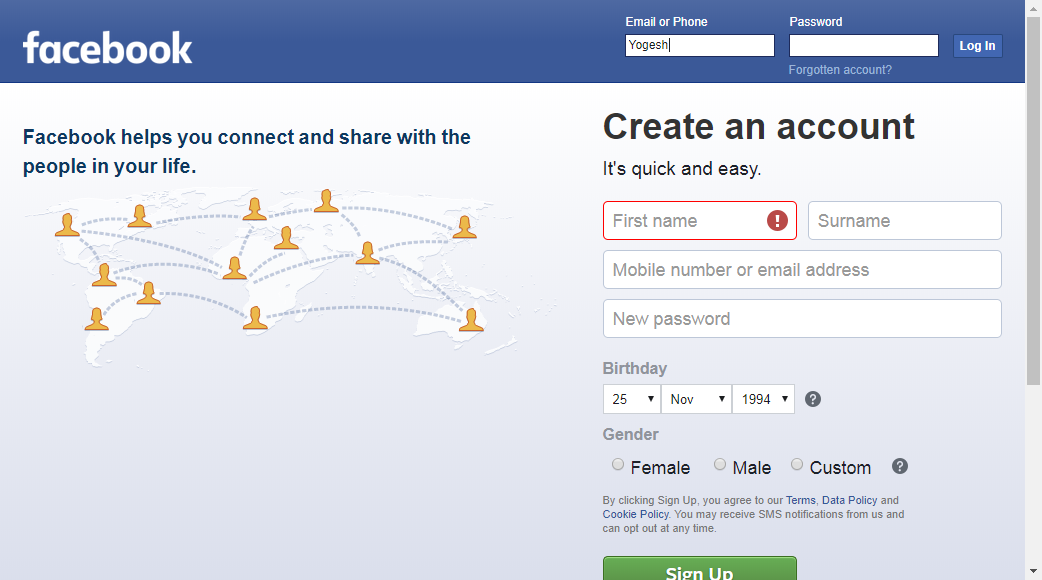 facebook
Email or Phone
Password
Yogesh
Log In
Forgotten account?
Facebook helps you connect and share with the
people in your life.
Create an account
It's quick and easy.
First name
Surname
Mobile number or email address
New password
Birthday
25 Nov 1994
Gender
Female Male Custom
By clicking Sign Up, you agree to our Terms, Data Policy and
Cookie Policy. You may receive SMS notifications from us and
can opt out at any time.
Sign Up